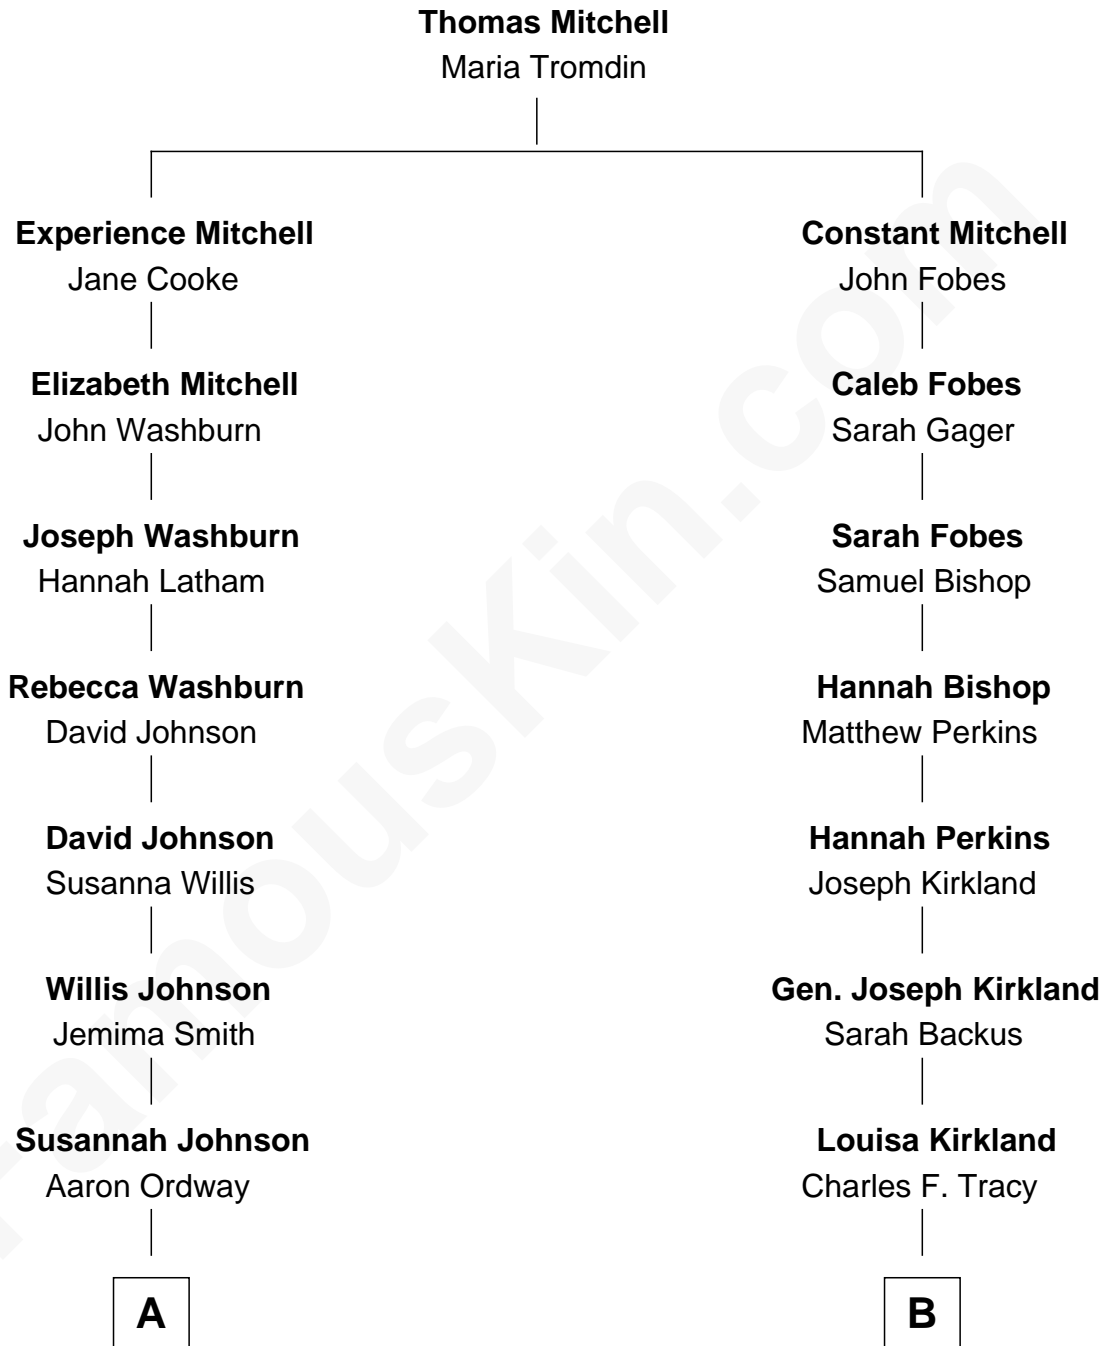 Thomas Mitchell
Maria Tromdin
Experience Mitchell
Jane Cooke
Constant Mitchell
John Fobes
Elizabeth Mitchell
John Washburn
Caleb Fobes
Sarah Gager
Joseph Washburn
Hannah Latham
Sarah Fobes
Samuel Bishop
Rebecca Washburn
David Johnson
Hannah Bishop
Matthew Perkins
David Johnson
Susanna Willis
Hannah Perkins
Joseph Kirkland
Willis Johnson
Jemima Smith
Gen. Joseph Kirkland
Sarah Backus
Susannah Johnson
Aaron Ordway
Louisa Kirkland
Charles F. Tracy
A
B
FamousKin.com